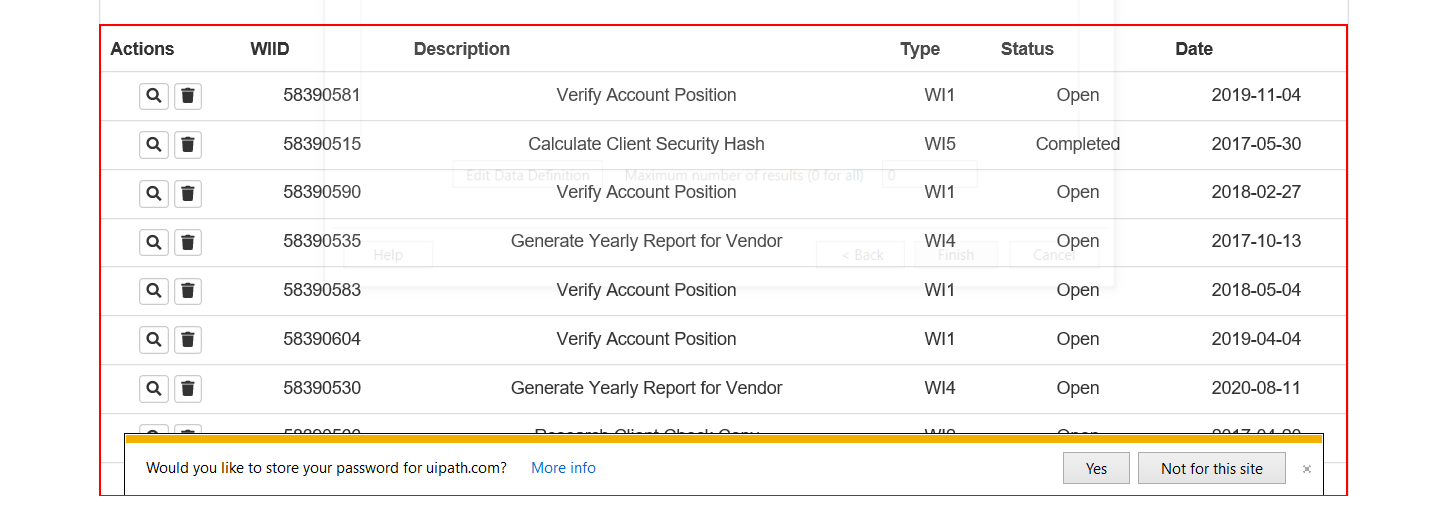 Actions WIID Description Type Status Date
58390581 Verify Account Position WI1 Open 2019-11-04
58390515 Calculate Client Security Hash WI5 Completed 2017-05-30
Edit Data Definition Maximum number of results (0 for all) 0
58390590 Verify Account Position WI1 Open 2018-02-27
58390535 Generate Yearly Report for Vendor WI4 Open 2017-10-13
Help < Back Finish Cancel
58390583 Verify Account Position WI1 Open 2018-05-04
58390604 Verify Account Position WI1 Open 2019-04-04
58390530 Generate Yearly Report for Vendor WI4 Open 2020-08-11
Research Client Check Copy Open
Would you like to store your password for uipath.com? More info Yes Not for this site ×